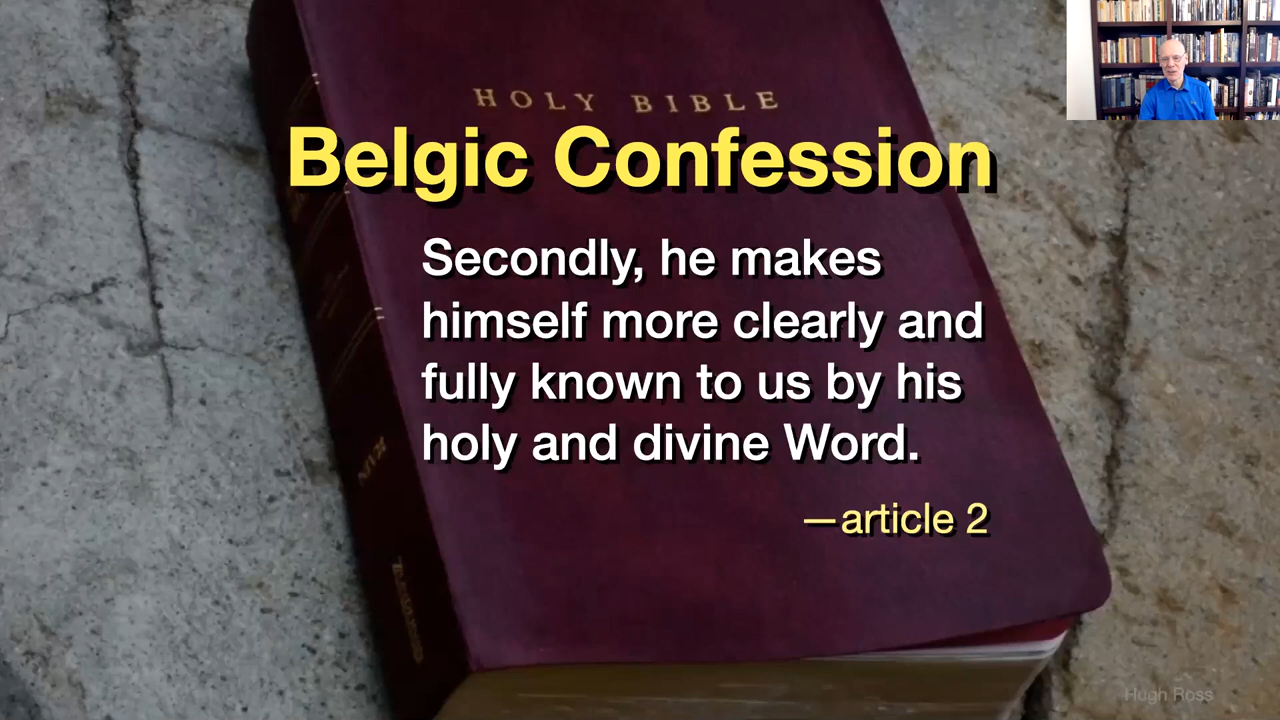 HOLY BIBLE
Belgic Confession
Secondly, he makes
himself more clearly and
fully known to us by his
holy and divine Word.
—article 2
KJV
Hugh Ross